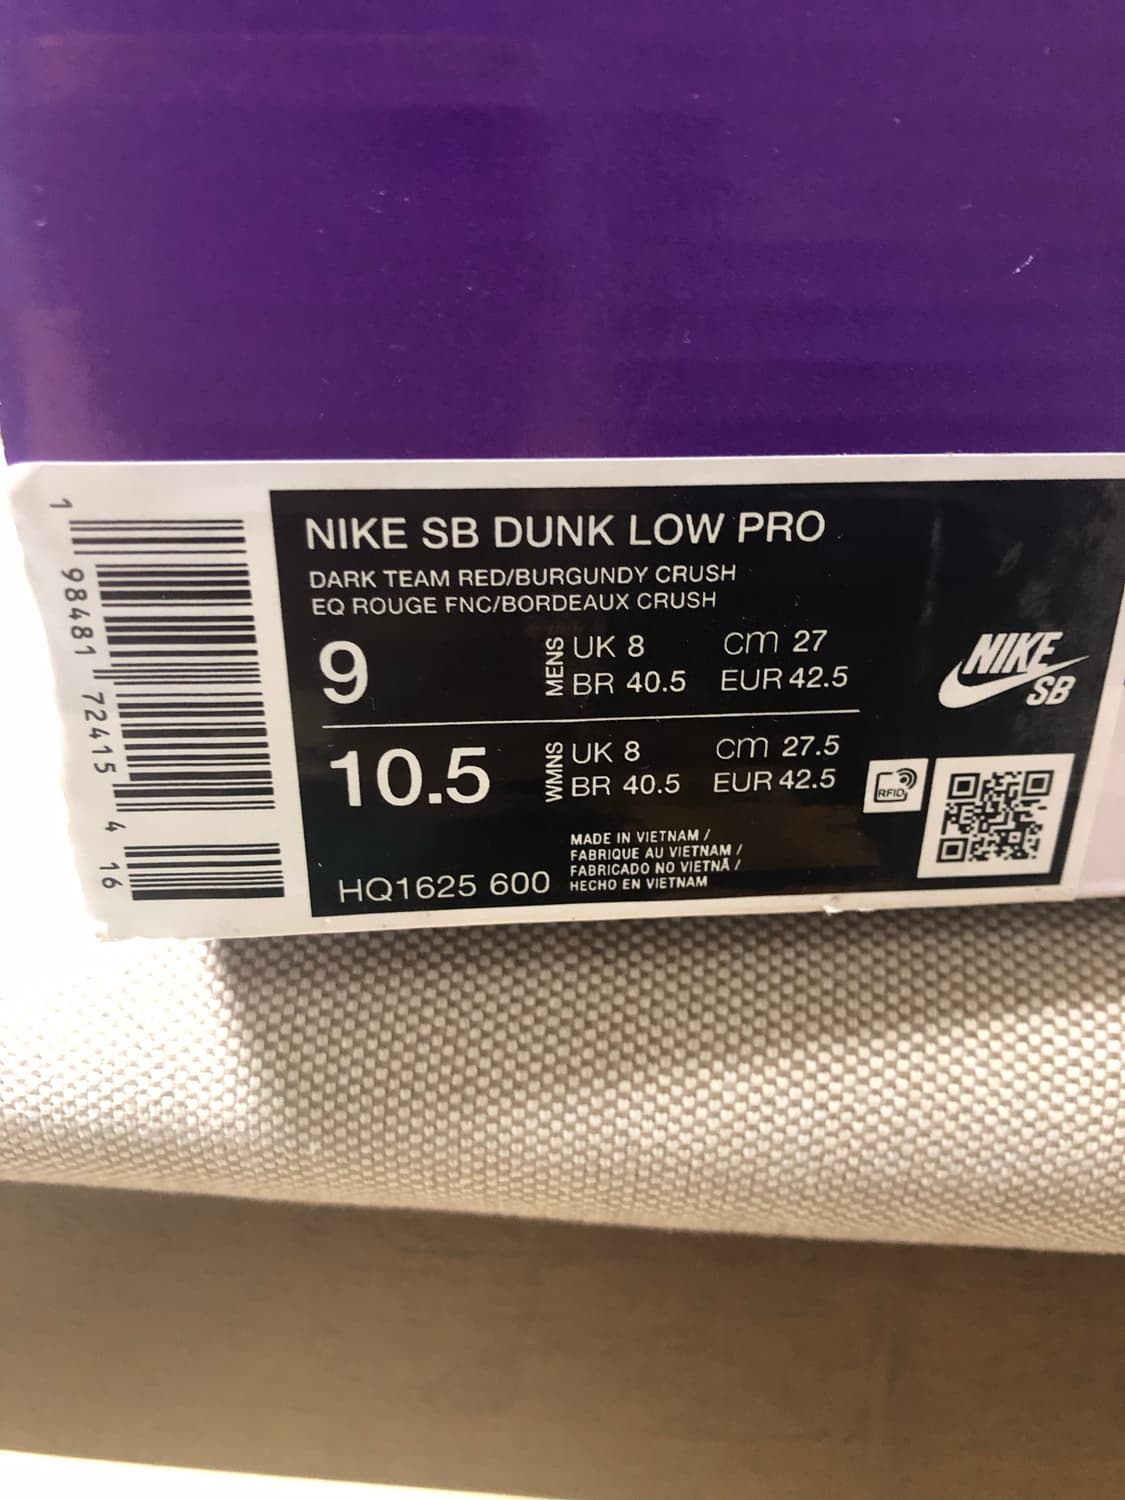 NIKE SB DUNK LOW PRO
DARK TEAM RED/BURGUNDY CRUSH
EQ ROUGE FNC/BORDEAUX CRUSH
9
MENS
UK 8 cm 27
BR 40.5 EUR 42.5
10.5
WMNS
UK 8 cm 27.5
BR 40.5 EUR 42.5
MADE IN VIETNAM /
FABRIQUE AU VIETNAM /
FABRICADO NO VIETNÃ /
HECHO EN VIETNAM
HQ1625 600
NIKE
SB
RFID
1 98481 72415 4 16